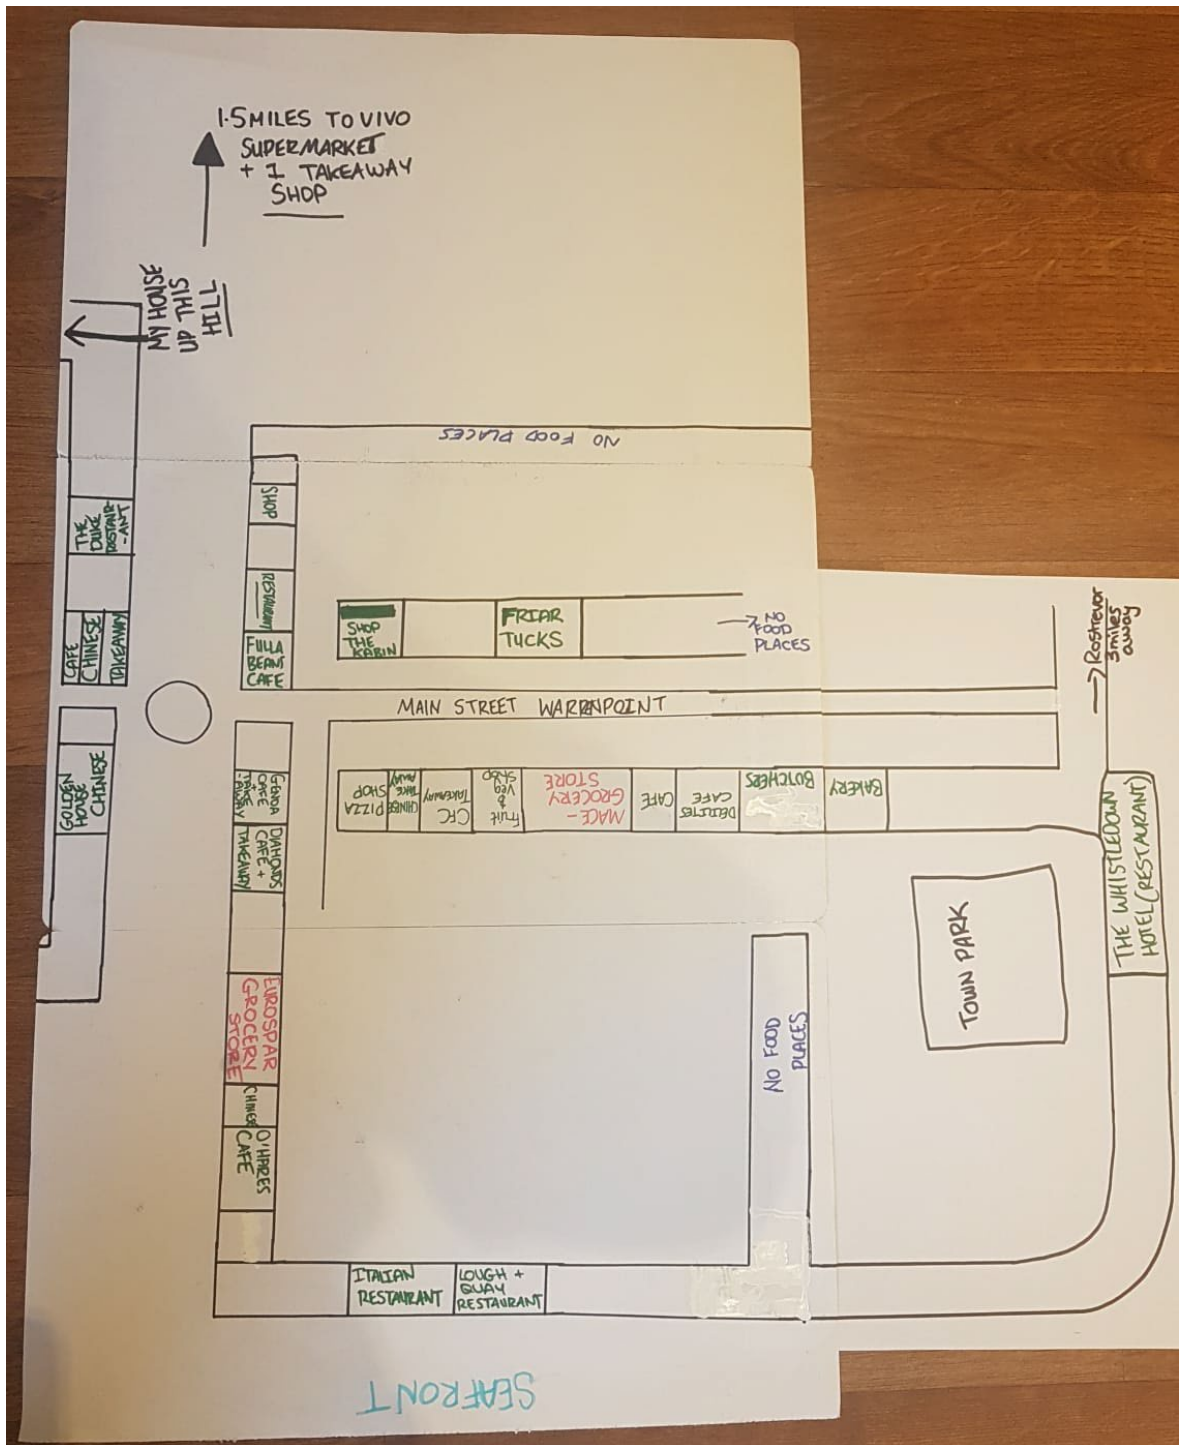 1.5MILES TO VIVO
SUPERMARKET
+ 1 TAKEAWAY
SHOP
MY HOUSE
UP THIS
HILL
NO FOOD PLACES
SHOP
THE
DUKE
RESTAUR-
-ANT
RESTAURANT
SHOP
THE
KABIN
FRIAR
TUCKS
NO
FOOD
PLACES
Rostrevor
3miles
away
CAFE
CHINESE
TAKEAWAY
FULLA
BEANS
CAFE
MAIN STREET WARRENPOINT
GOLDEN
HOUSE
CHINESE
GENOA
CAFE +
TAKE
-AWAY
DIAMONDS
CAFE +
TAKEAWAY
PIZZA
SHOP
CHINESE
TAKE
AWAY
CFC
TAKEAWAY
Fruit
&
Veg
Shop
MACE-
GROCERY
STORE
CAFE
DELILITES
CAFE
BUTCHERS
BAKERY
THE WHISTLEDOWN
HOTEL (RESTAURANT)
TOWN PARK
EUROSPAR
GROCERY
STORE
NO FOOD
PLACES
CHINESE
O'HARES
CAFE
ITALIAN
RESTAURANT
LOUGH +
QUAY
RESTAURANT
SEAFRONT